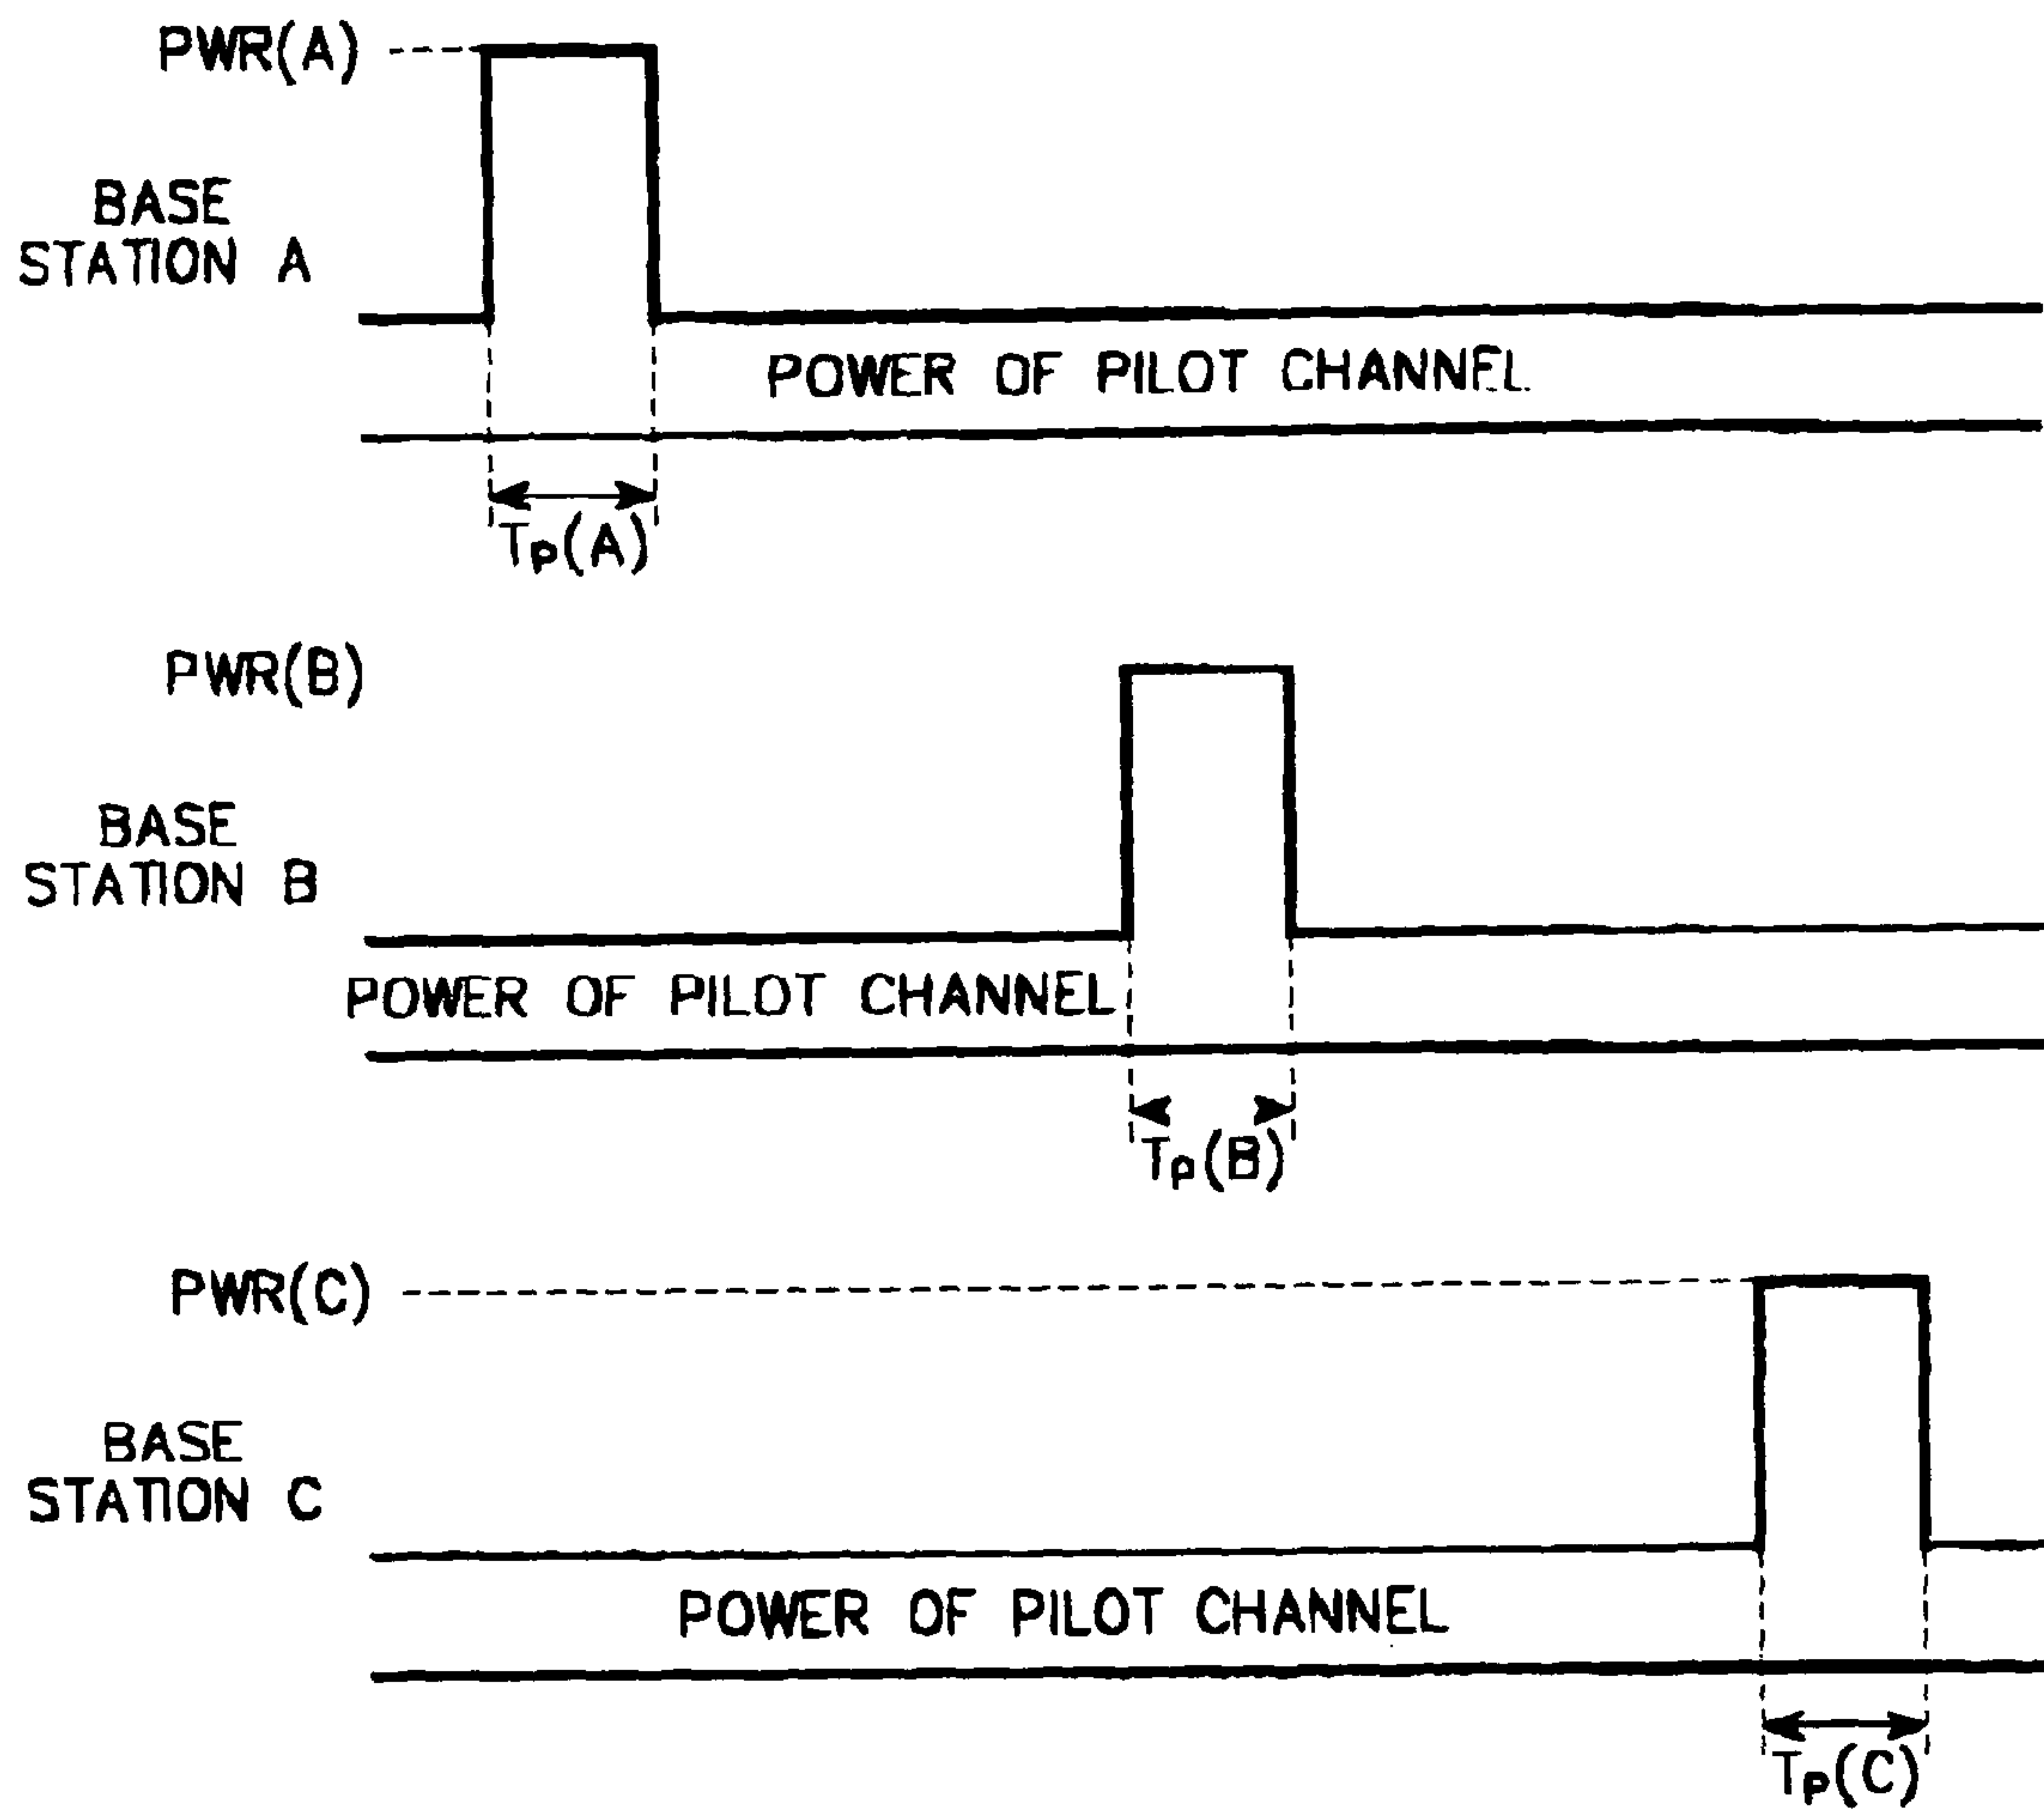 PWR(A)
BASE
STATION A
POWER OF PILOT CHANNEL
Tp(A)
PWR(B)
BASE
STATION B
POWER OF PILOT CHANNEL
Tp(B)
PWR(C)
BASE
STATION C
POWER OF PILOT CHANNEL
Tp(C)